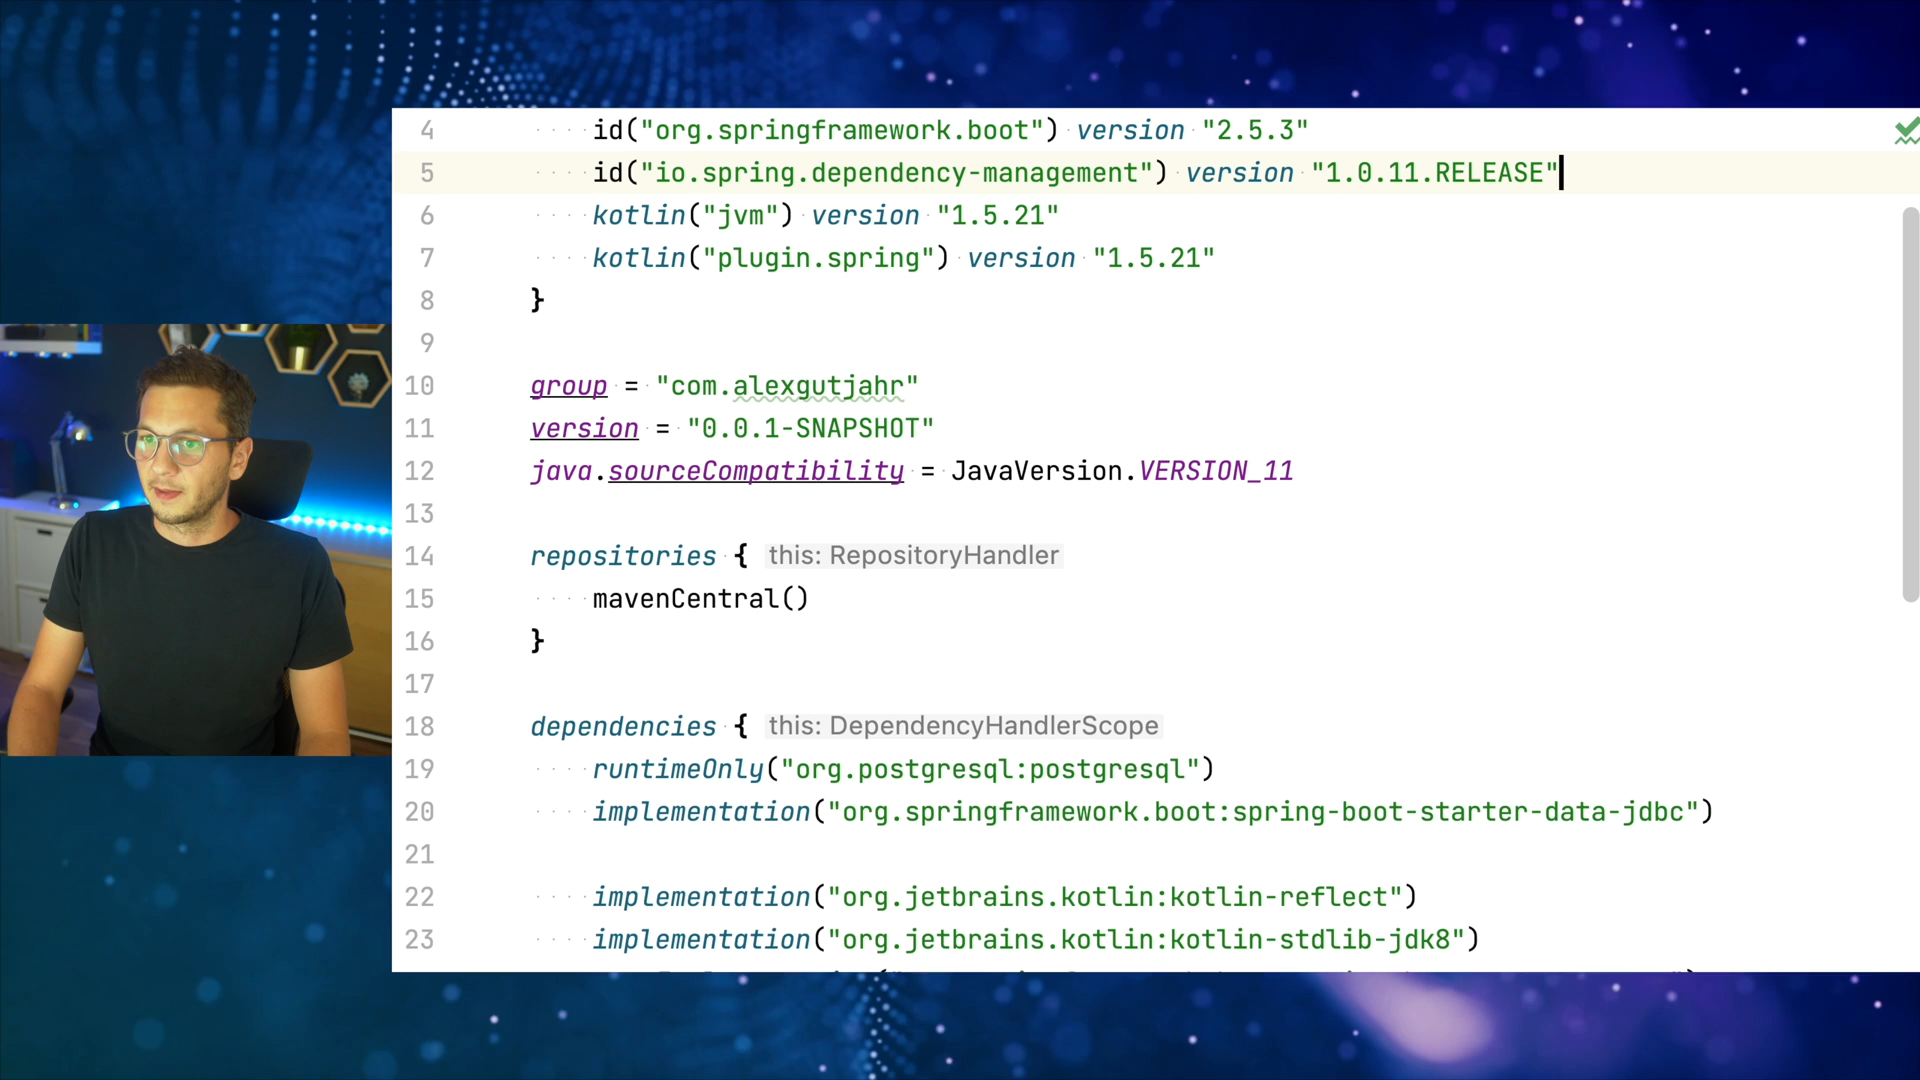 4 id("org.springframework.boot") version "2.5.3"
5 id("io.spring.dependency-management") version "1.0.11.RELEASE"
6 kotlin("jvm") version "1.5.21"
7 kotlin("plugin.spring") version "1.5.21"
8 }
9
10 group = "com.alexgutjahr"
11 version = "0.0.1-SNAPSHOT"
12 java.sourceCompatibility = JavaVersion.VERSION_11
13
14 repositories { this: RepositoryHandler
15 mavenCentral()
16 }
17
18 dependencies { this: DependencyHandlerScope
19 runtimeOnly("org.postgresql:postgresql")
20 implementation("org.springframework.boot:spring-boot-starter-data-jdbc")
21
22 implementation("org.jetbrains.kotlin:kotlin-reflect")
23 implementation("org.jetbrains.kotlin:kotlin-stdlib-jdk8")